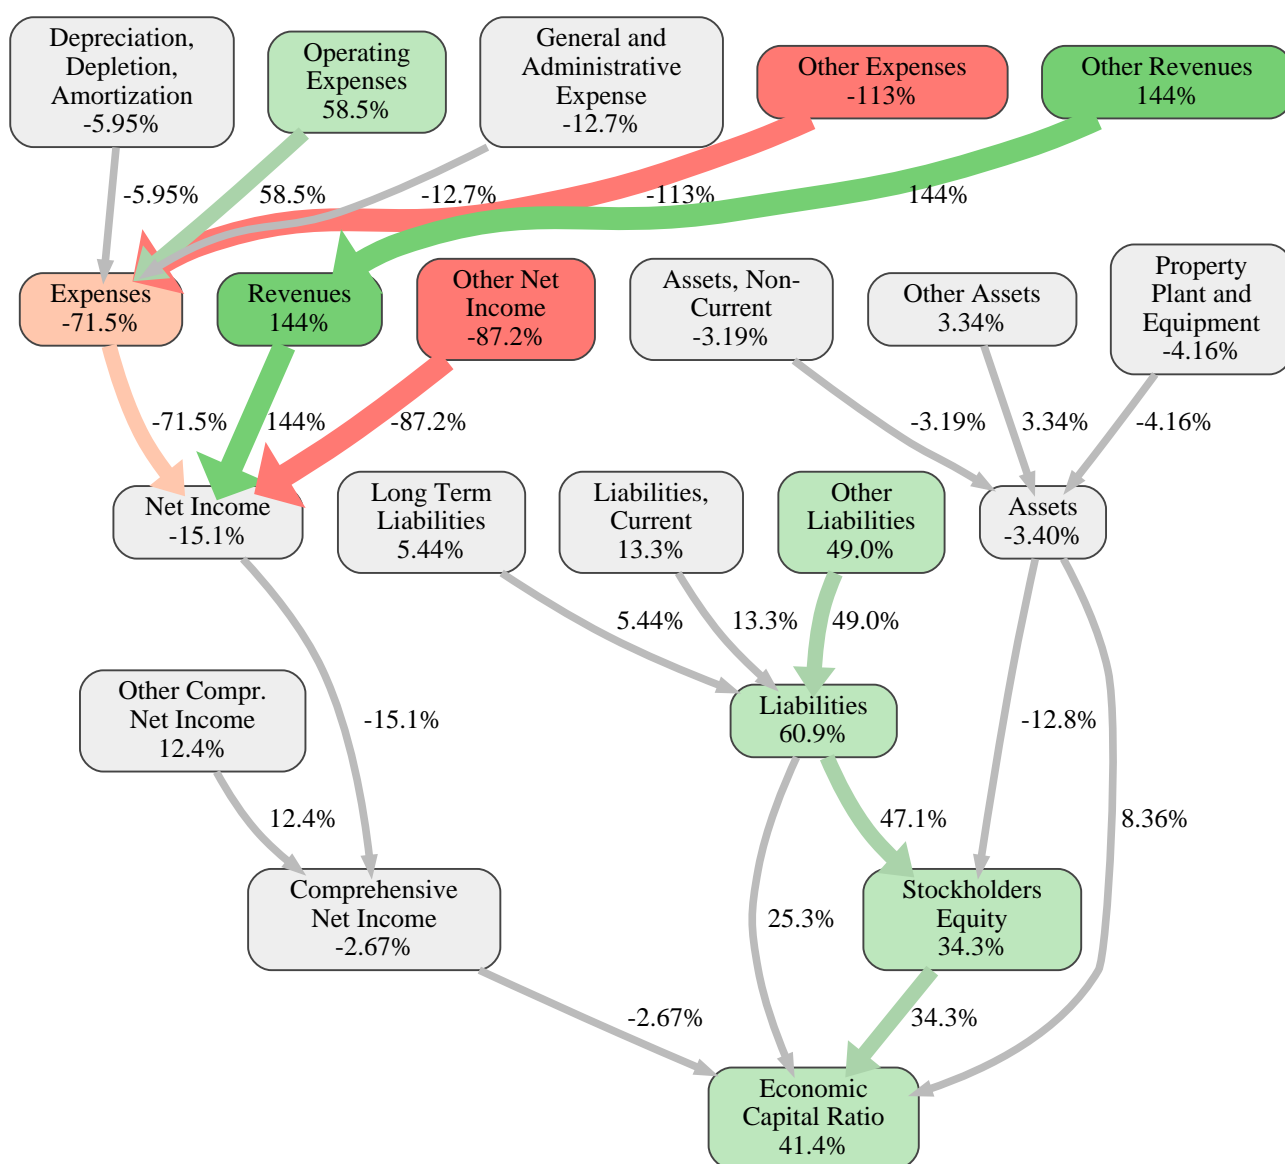 Depreciation,
Depletion,
Amortization
-5.95%
Operating
Expenses
58.5%
General and
Administrative
Expense
-12.7%
Other Expenses
-113%
Other Revenues
144%
-5.95%
58.5%
-12.7%
-113%
144%
Expenses
-71.5%
Revenues
144%
Other Net
Income
-87.2%
Assets, Non-
Current
-3.19%
Other Assets
3.34%
Property
Plant and
Equipment
-4.16%
-71.5%
144%
-87.2%
-3.19%
3.34%
-4.16%
Net Income
-15.1%
Long Term
Liabilities
5.44%
Liabilities,
Current
13.3%
Other
Liabilities
49.0%
Assets
-3.40%
5.44%
13.3%
49.0%
Other Compr.
Net Income
12.4%
-15.1%
Liabilities
60.9%
-12.8%
12.4%
47.1%
8.36%
Comprehensive
Net Income
-2.67%
25.3%
Stockholders
Equity
34.3%
-2.67%
34.3%
Economic
Capital Ratio
41.4%